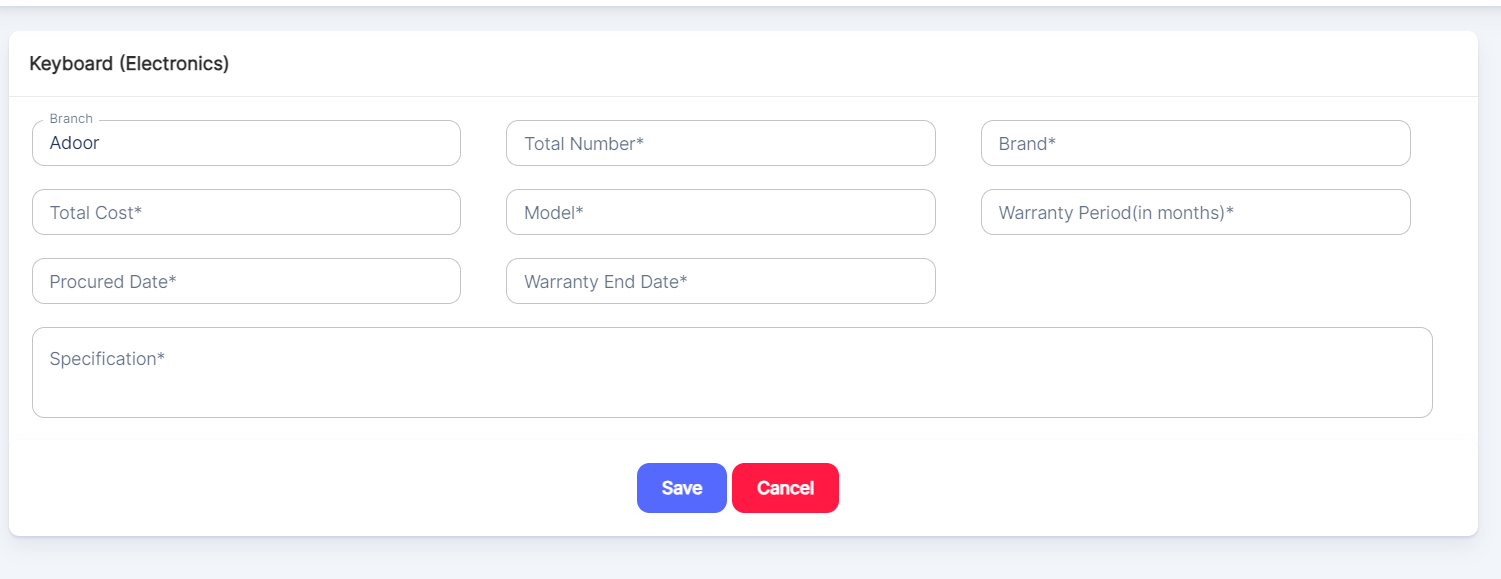 Keyboard (Electronics)
Branch
Adoor
Total Number*
Brand*
Total Cost*
Model*
Warranty Period(in months)*
Procured Date*
Warranty End Date*
Specification*
Save
Cancel